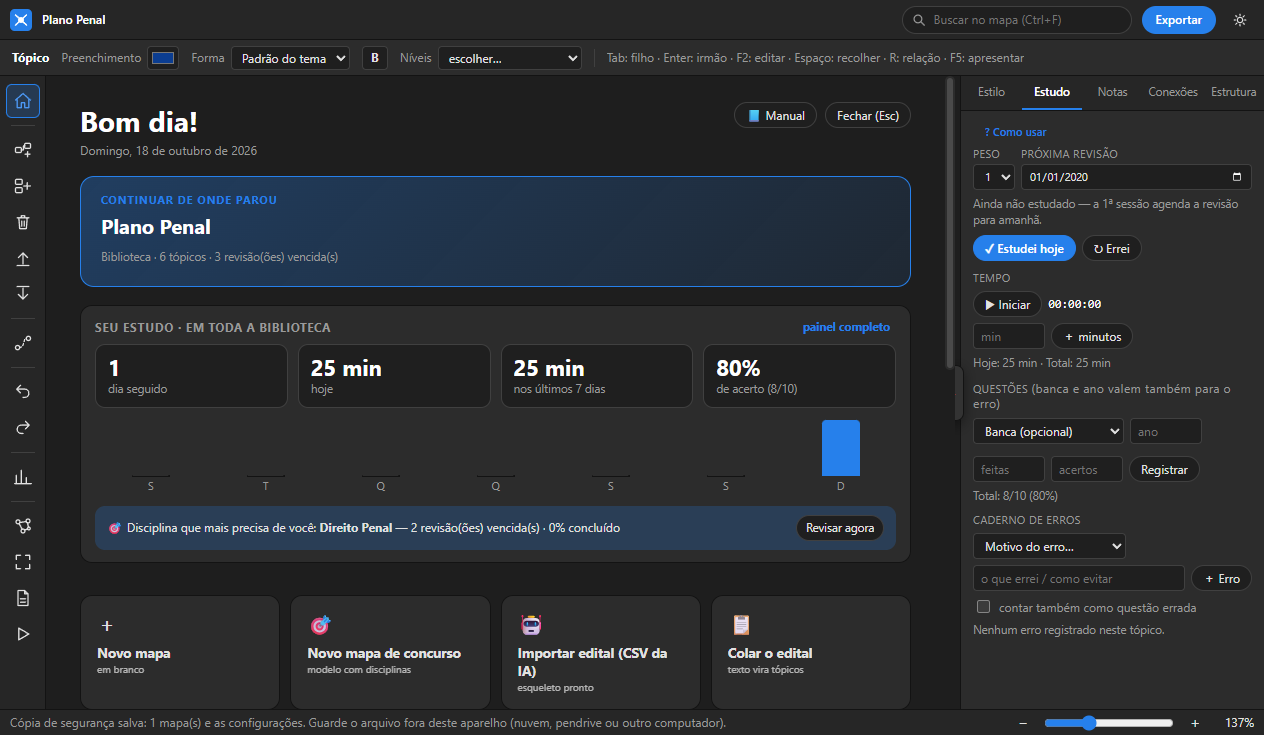 Plano Penal
Buscar no mapa (Ctrl+F)
Exportar
Tópico
Preenchimento
Forma
Padrão do tema
B
Níveis
escolher...
Tab: filho · Enter: irmão · F2: editar · Espaço: recolher · R: relação · F5: apresentar
Bom dia!
Domingo, 18 de outubro de 2026
Manual
Fechar (Esc)
CONTINUAR DE ONDE PAROU
Plano Penal
Biblioteca · 6 tópicos · 3 revisão(ões) vencida(s)
SEU ESTUDO · EM TODA A BIBLIOTECA
painel completo
1
dia seguido
25 min
hoje
25 min
nos últimos 7 dias
80%
de acerto (8/10)
S T Q Q S S D
Disciplina que mais precisa de você: Direito Penal — 2 revisão(ões) vencida(s) · 0% concluído
Revisar agora
+
Novo mapa
em branco
Novo mapa de concurso
modelo com disciplinas
Importar edital (CSV da
IA)
esqueleto pronto
Colar o edital
texto vira tópicos
Estilo
Estudo
Notas
Conexões
Estrutura
? Como usar
PESO
PRÓXIMA REVISÃO
1
01/01/2020
Ainda não estudado — a 1ª sessão agenda a revisão
para amanhã.
✓ Estudei hoje
↻ Errei
TEMPO
▶ Iniciar
00:00:00
min
+ minutos
Hoje: 25 min · Total: 25 min
QUESTÕES (banca e ano valem também para o
erro)
Banca (opcional)
ano
feitas
acertos
Registrar
Total: 8/10 (80%)
CADERNO DE ERROS
Motivo do erro...
o que errei / como evitar
+ Erro
contar também como questão errada
Nenhum erro registrado neste tópico.
Cópia de segurança salva: 1 mapa(s) e as configurações. Guarde o arquivo fora deste aparelho (nuvem, pendrive ou outro computador).
−
+
137%